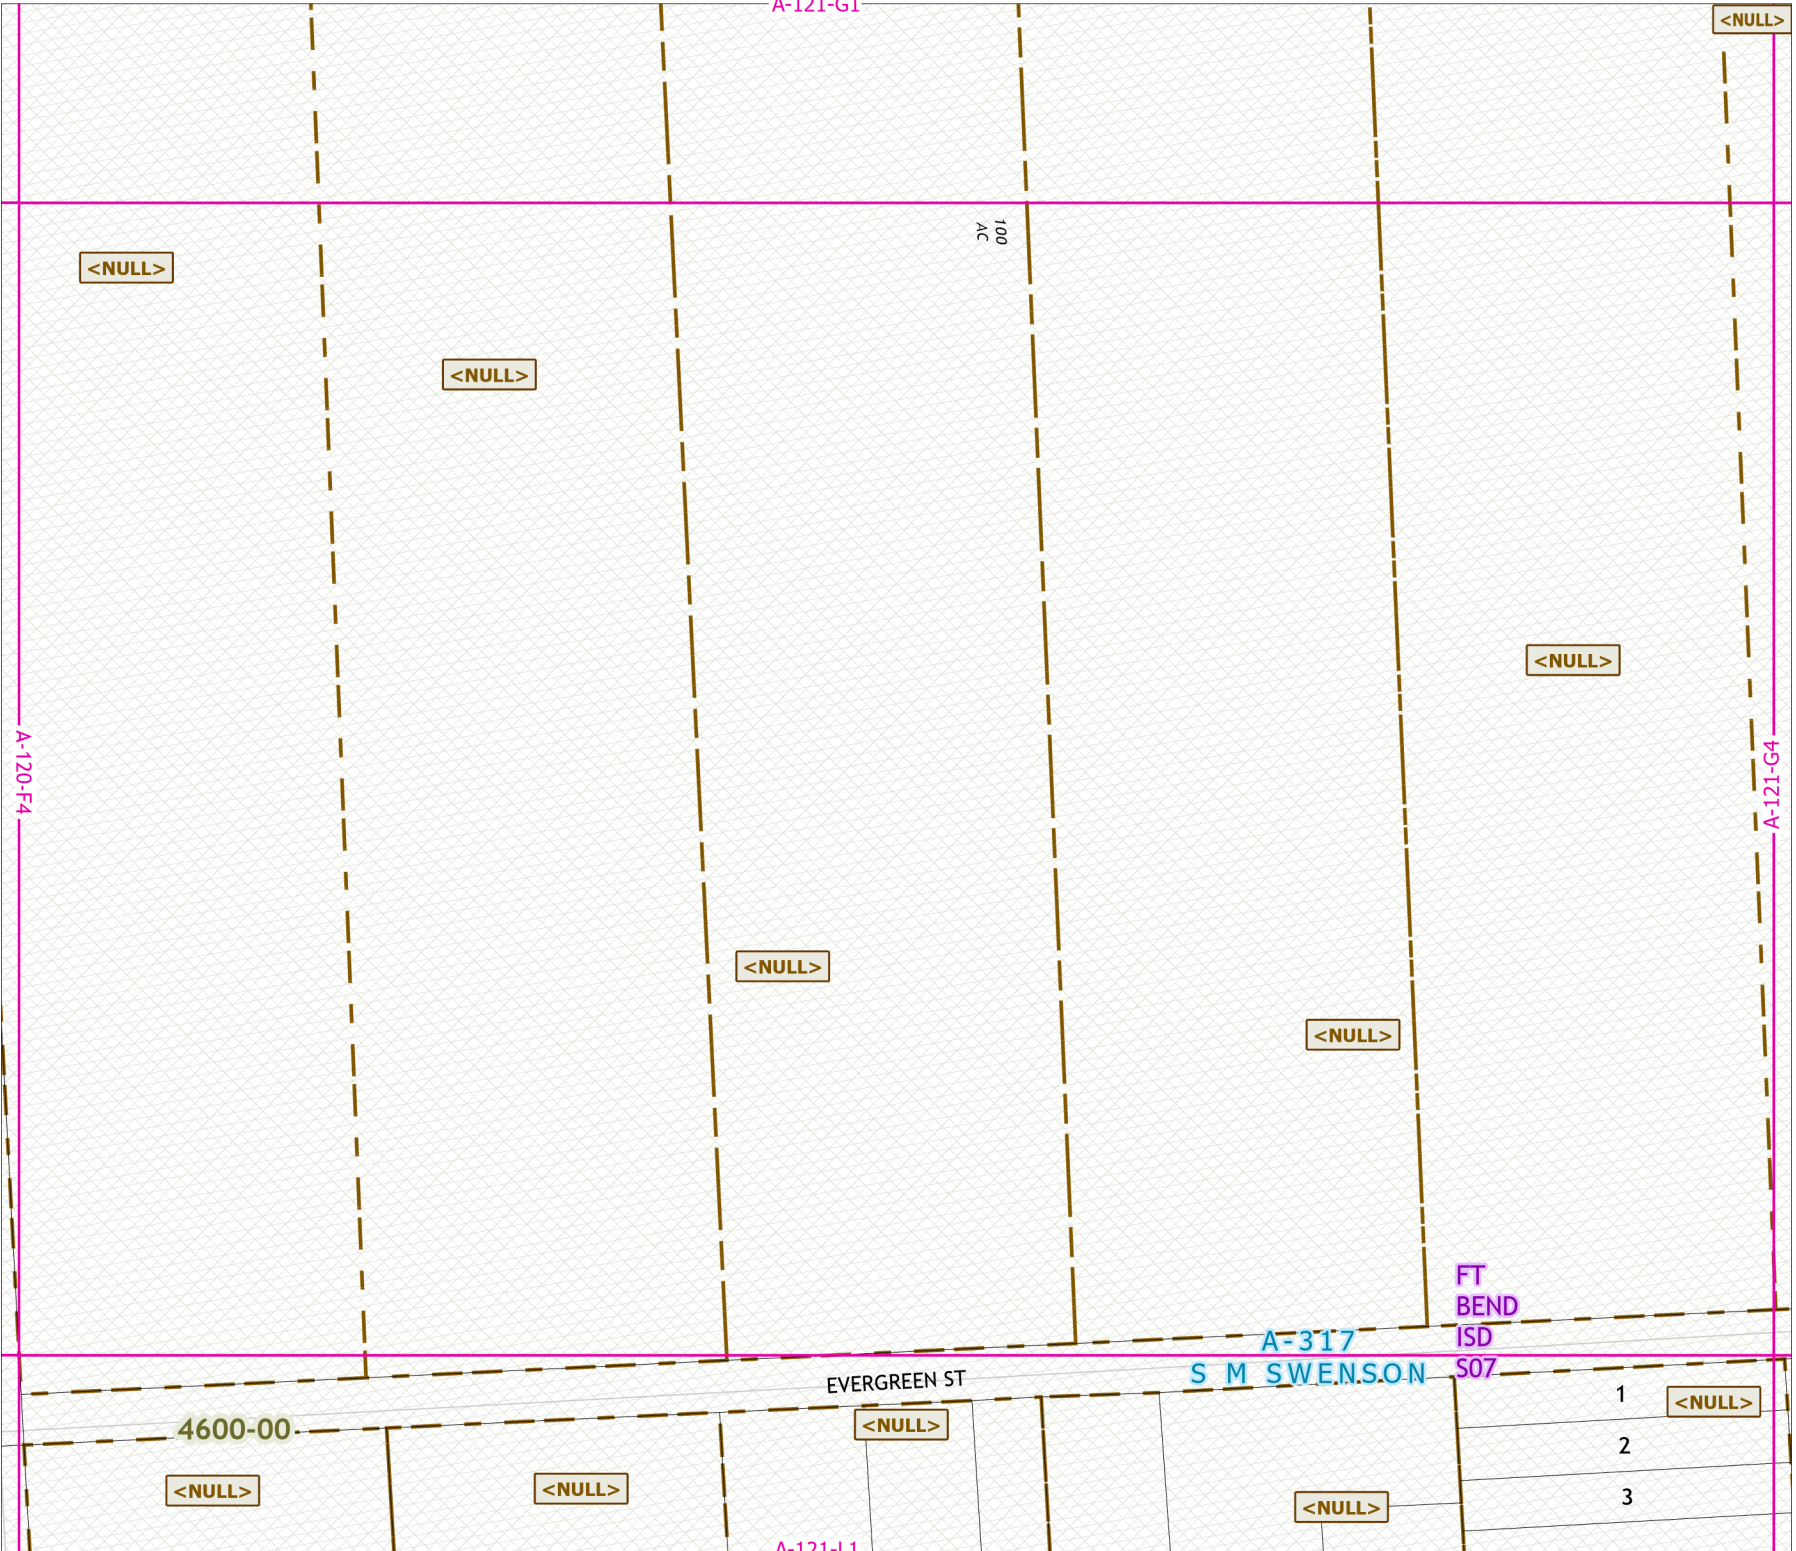 A-121-G1
<NULL>
100
AC
<NULL>
<NULL>
<NULL>
A-120-F4
A-121-G4
<NULL>
<NULL>
FT
BEND
ISD
S07
A-317
S M SWENSON
EVERGREEN ST
4600-00
1
<NULL>
<NULL>
2
<NULL>
<NULL>
3
<NULL>
A-121-L1